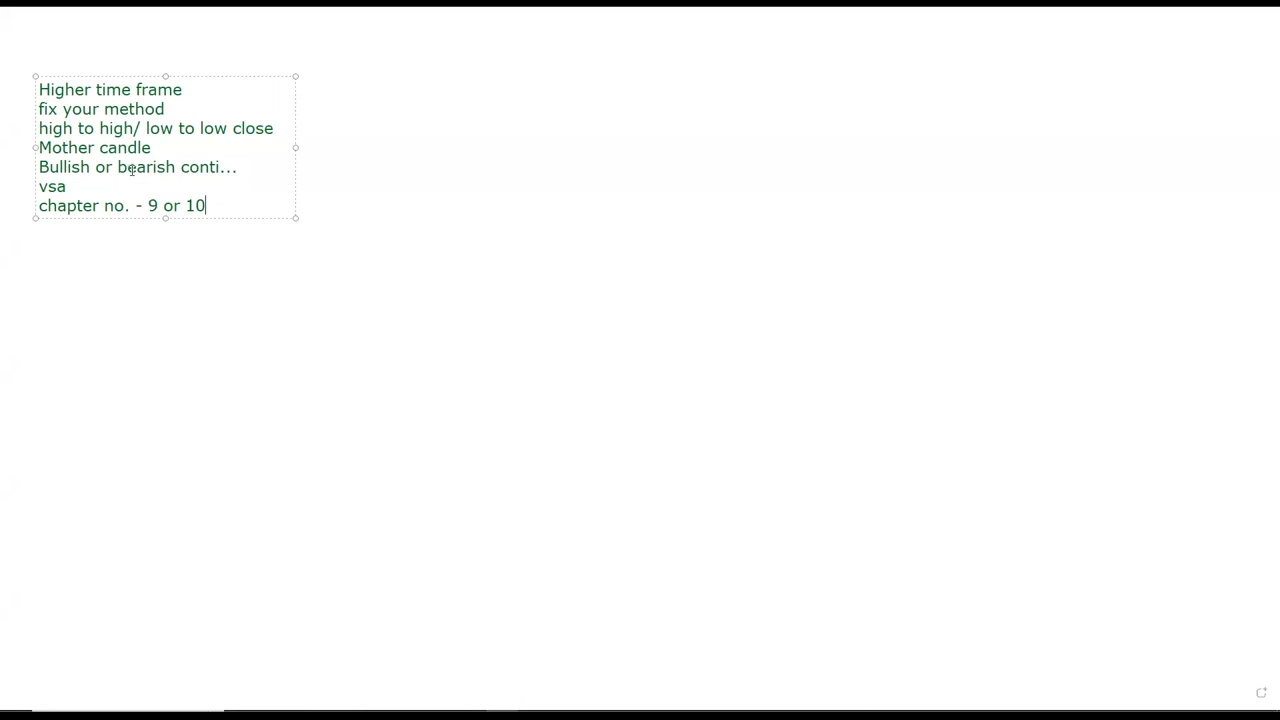 Higher time frame
fix your method
high to high/ low to low close
Mother candle
Bullish or bearish conti...
vsa
chapter no. - 9 or 10